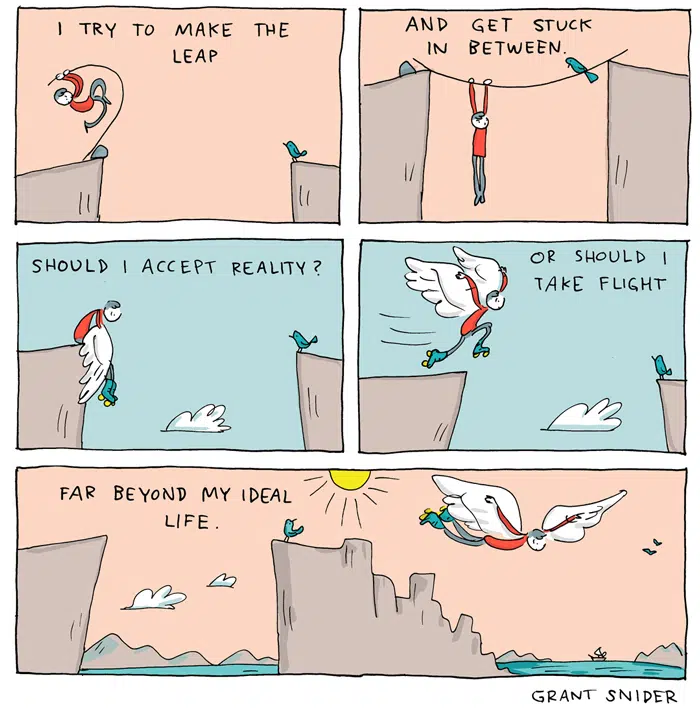 I TRY TO MAKE THE
LEAP
AND GET STUCK
IN BETWEEN.
SHOULD I ACCEPT REALITY?
OR SHOULD I
TAKE FLIGHT
FAR BEYOND MY IDEAL
LIFE.
GRANT SNIDER